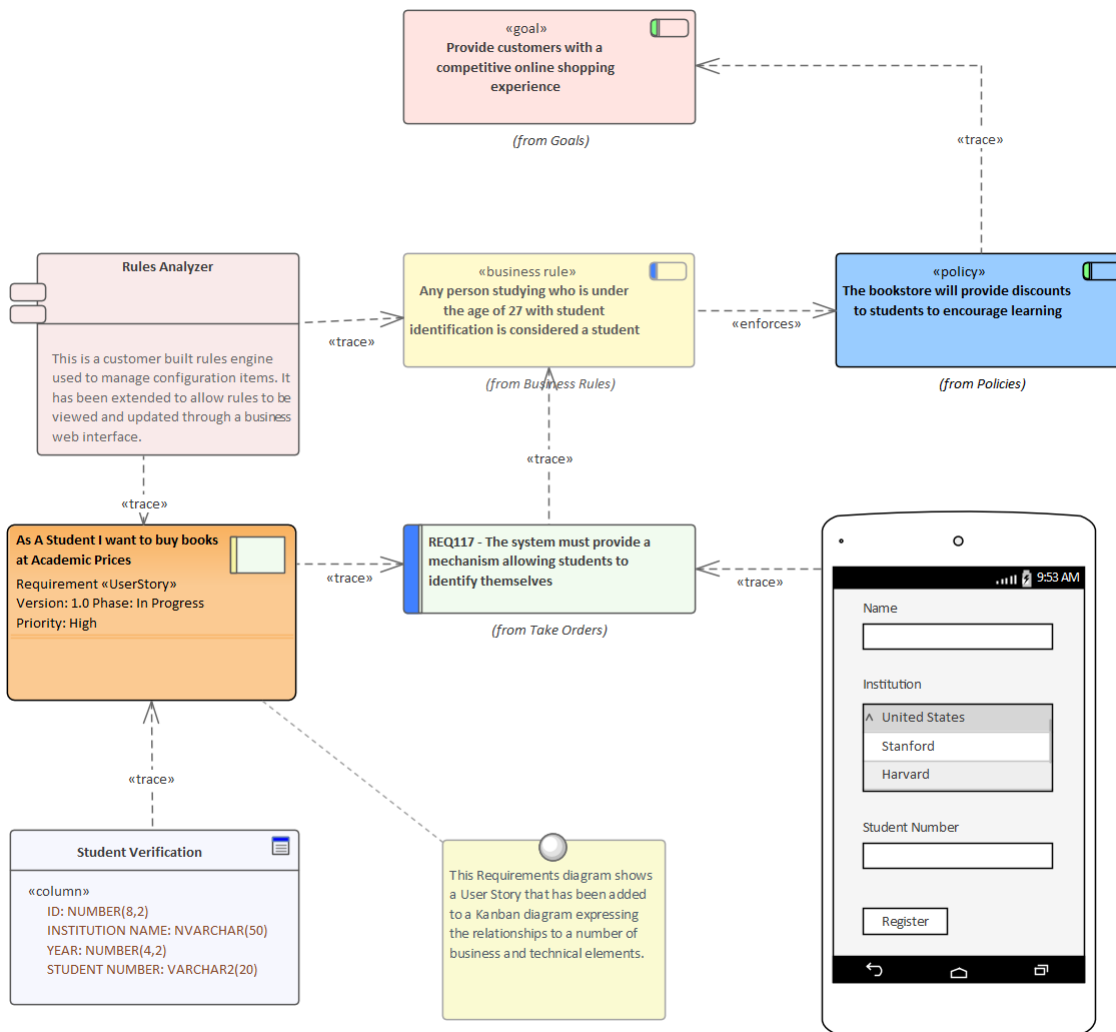 «goal»
Provide customers with a
competitive online shopping
experience
(from Goals)
«trace»
Rules Analyzer
This is a customer built rules engine
used to manage configuration items. It
has been extended to allow rules to be
viewed and updated through a business
web interface.
«trace»
«business rule»
Any person studying who is under
the age of 27 with student
identification is considered a student
(from Business Rules)
«enforces»
«policy»
The bookstore will provide discounts
to students to encourage learning
(from Policies)
«trace»
«trace»
As A Student I want to buy books
at Academic Prices
Requirement «UserStory»
Version: 1.0 Phase: In Progress
Priority: High
«trace»
REQ117 - The system must provide a
mechanism allowing students to
identify themselves
(from Take Orders)
«trace»
9:53 AM
Name
Institution
^ United States
Stanford
Harvard
Student Number
Register
«trace»
Student Verification
«column»
ID: NUMBER(8,2)
INSTITUTION NAME: NVARCHAR(50)
YEAR: NUMBER(4,2)
STUDENT NUMBER: VARCHAR2(20)
This Requirements diagram shows
a User Story that has been added
to a Kanban diagram expressing
the relationships to a number of
business and technical elements.